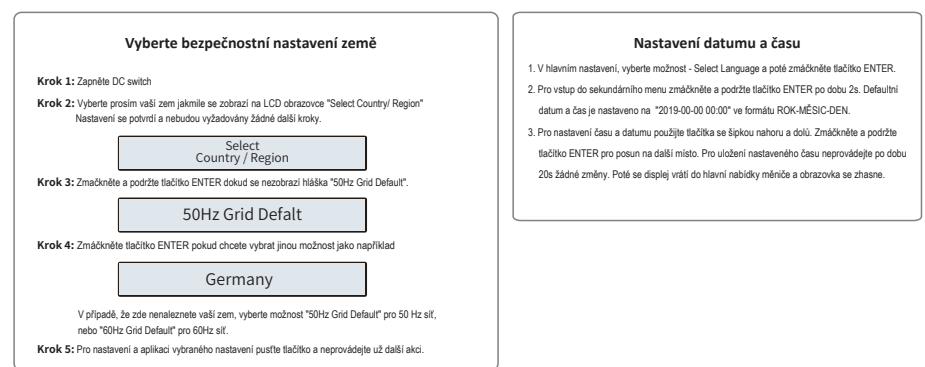 Vyberte bezpečnostní nastavení země
Krok 1: Zapněte DC switch
Krok 2: Vyberte prosím vaší zem jakmile se zobrazí na LCD obrazovce "Select Country/ Region"
Nastavení se potvrdí a nebudou vyžadovány žádné další kroky.
Select
Country / Region
Krok 3: Zmačkněte a podržte tlačítko ENTER dokud se nezobrazí hláška "50Hz Grid Default".
50Hz Grid Defalt
Krok 4: Zmáčkněte tlačítko ENTER pokud chcete vybrat jinou možnost jako například
Germany
V případě, že zde nenaleznete vaší zem, vyberte možnost "50Hz Grid Default" pro 50 Hz síť,
nebo "60Hz Grid Default" pro 60Hz síť.
Krok 5: Pro nastavení a aplikaci vybraného nastavení pusťte tlačítko a neprovádejte už další akci.
Nastavení datumu a času
1. V hlavním nastavení, vyberte možnost - Select Language a poté zmáčkněte tlačítko ENTER.
2. Pro vstup do sekundárního menu zmáčkněte a podržte tlačítko ENTER po dobu 2s. Defaultní
datum a čas je nastaveno na "2019-00-00 00:00" ve formátu ROK-MĚSIC-DEN.
3. Pro nastavení času a datumu použijte tlačítka se šipkou nahoru a dolů. Zmáčkněte a podržte
tlačítko ENTER pro posun na další místo. Pro uložení nastaveného času neprovádejte po dobu
20s žádné změny. Poté se displej vrátí do hlavní nabídky měniče a obrazovka se zhasne.